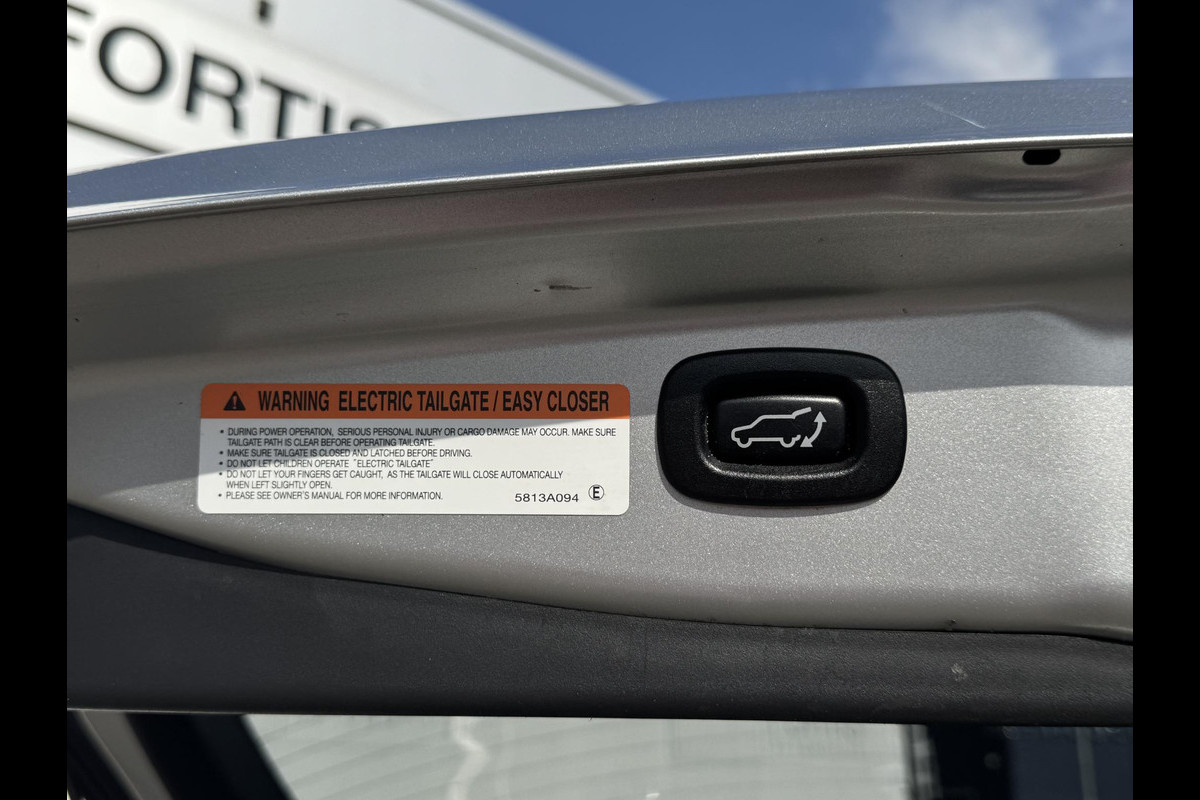 FORTIS
WARNING ELECTRIC TAILGATE / EASY CLOSER
• DURING POWER OPERATION, SERIOUS PERSONAL INJURY OR CARGO DAMAGE MAY OCCUR. MAKE SURE
TAILGATE PATH IS CLEAR BEFORE OPERATING TAILGATE.
• MAKE SURE TAILGATE IS CLOSED AND LATCHED BEFORE DRIVING.
• DO NOT LET CHILDREN OPERATE "ELECTRIC TAILGATE"
• DO NOT LET YOUR FINGERS GET CAUGHT, AS THE TAILGATE WILL CLOSE AUTOMATICALLY
WHEN LEFT SLIGHTLY OPEN.
• PLEASE SEE OWNER'S MANUAL FOR MORE INFORMATION.
5813A094 Ⓔ